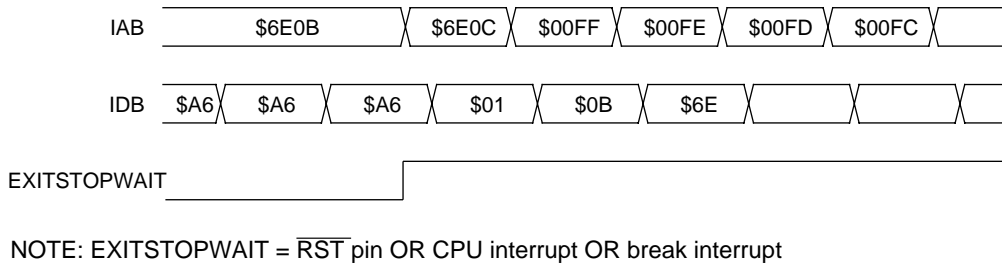 IAB $6E0B $6E0C $00FF $00FE $00FD $00FC
IDB $A6 $A6 $A6 $01 $0B $6E
EXITSTOPWAIT
NOTE: EXITSTOPWAIT = RST pin OR CPU interrupt OR break interrupt